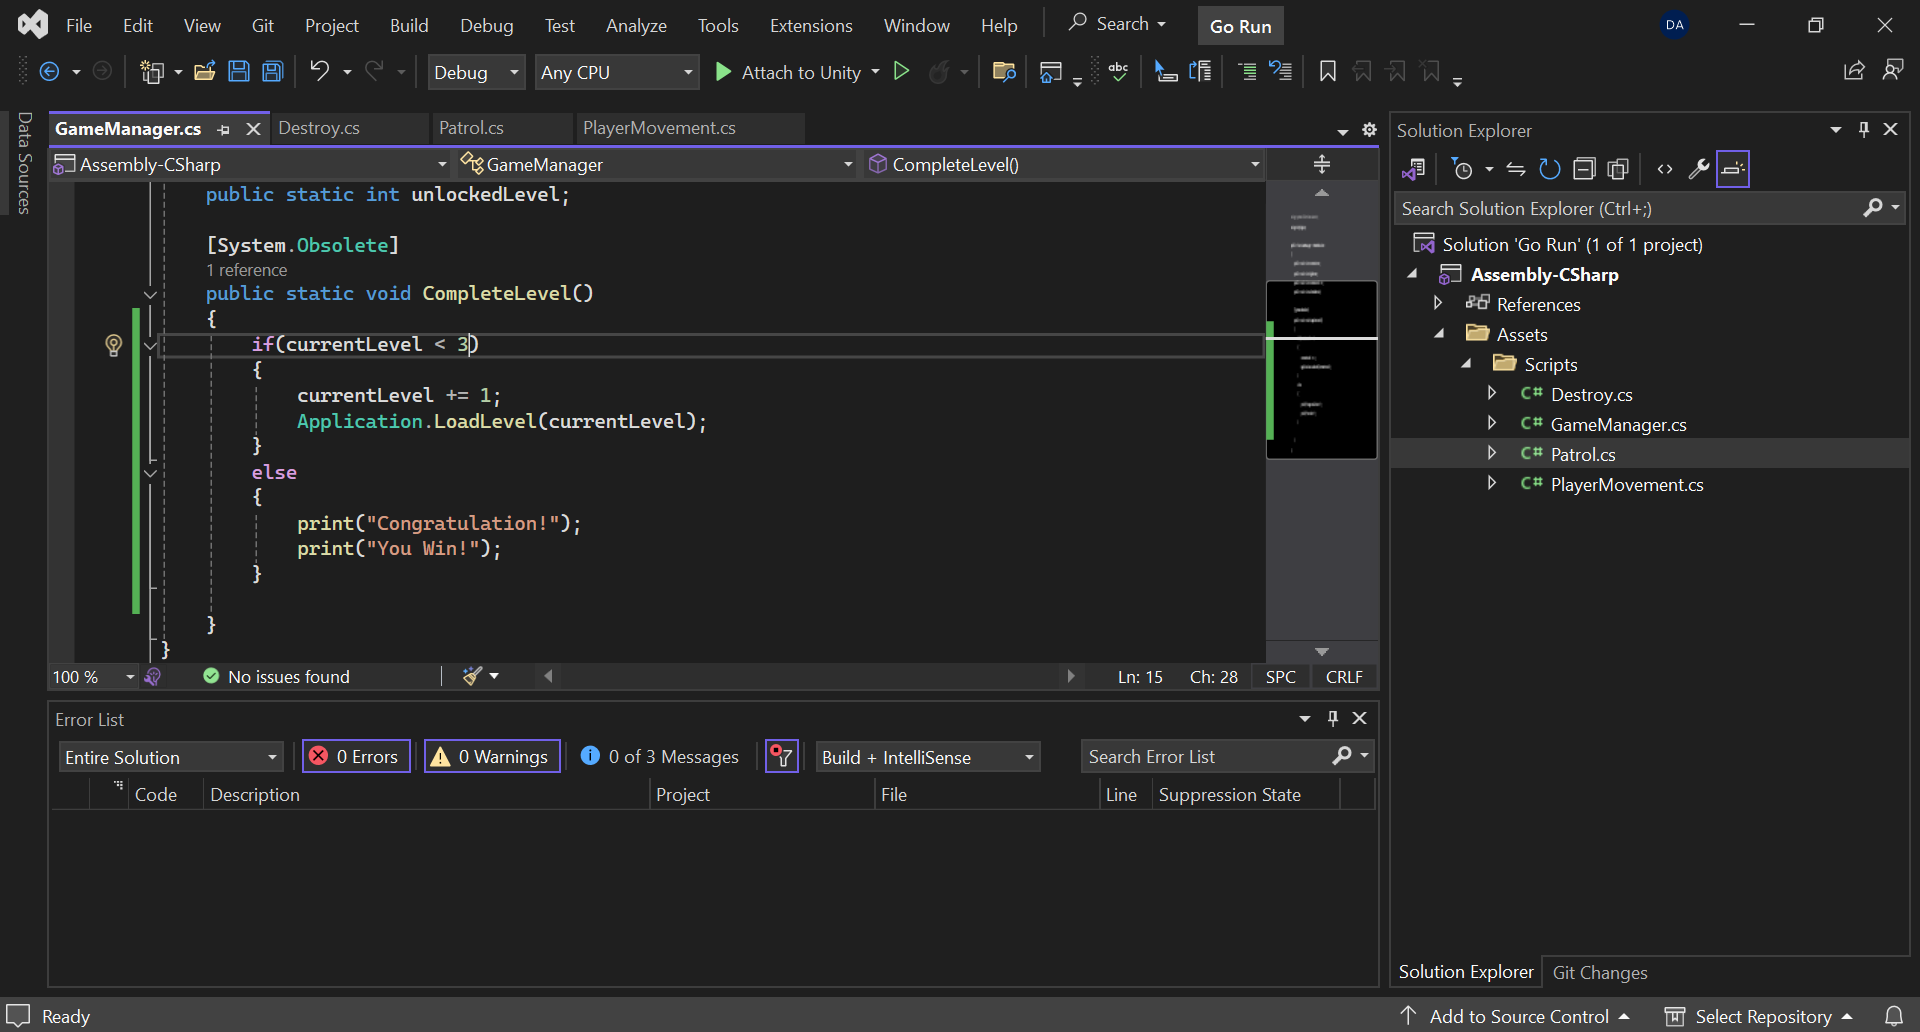 File Edit View Git Project Build Debug Test Analyze Tools Extensions Window Help Search Go Run DA
Debug Any CPU Attach to Unity abc
Data Sources
GameManager.cs Destroy.cs Patrol.cs PlayerMovement.cs
Assembly-CSharp GameManager CompleteLevel()
public static int unlockedLevel;
[System.Obsolete]
1 reference
public static void CompleteLevel()
{
if(currentLevel < 3)
{
currentLevel += 1;
Application.LoadLevel(currentLevel);
}
else
{
print("Congratulation!");
print("You Win!");
}
}
}
100 % No issues found Ln: 15 Ch: 28 SPC CRLF
Error List
Entire Solution 0 Errors 0 Warnings 0 of 3 Messages Build + IntelliSense Search Error List
Code Description Project File Line Suppression State
Solution Explorer
Search Solution Explorer (Ctrl+;)
Solution 'Go Run' (1 of 1 project)
Assembly-CSharp
References
Assets
Scripts
C# Destroy.cs
C# GameManager.cs
C# Patrol.cs
C# PlayerMovement.cs
Solution Explorer Git Changes
Ready Add to Source Control Select Repository